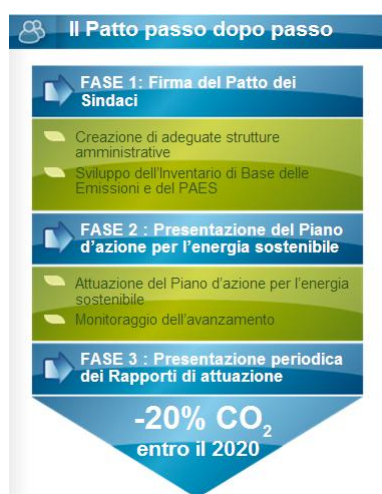 Il Patto passo dopo passo
FASE 1: Firma del Patto dei
Sindaci
Creazione di adeguate strutture
amministrative
Sviluppo dell'Inventario di Base delle
Emissioni e del PAES
FASE 2 : Presentazione del Piano
d'azione per l'energia sostenibile
Attuazione del Piano d'azione per l'energia
sostenibile
Monitoraggio dell'avanzamento
FASE 3 : Presentazione periodica
dei Rapporti di attuazione
-20% CO₂
entro il 2020